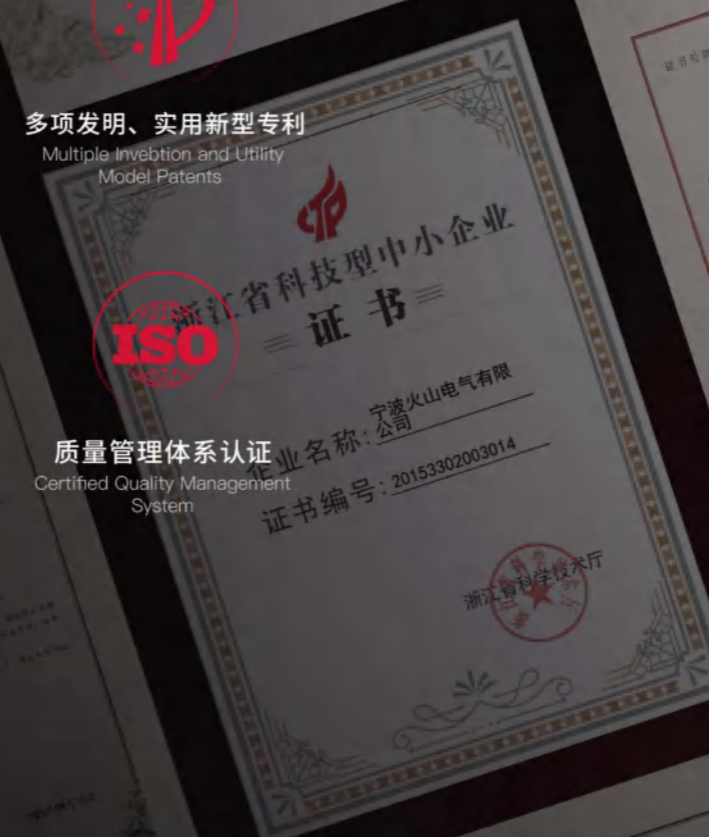 多项发明、实用新型专利
Multiple Invebtion and Utility
Model Patents
浙江省科技型中小企业
证书
ISO
企业名称:宁波火山电气有限
公司
证书编号:20153302003014
质量管理体系认证
Certified Quality Management
System
浙江省科学技术厅